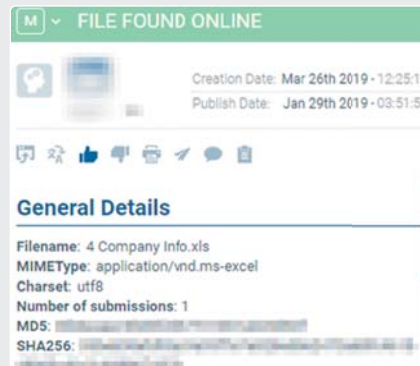 M FILE FOUND ONLINE
Creation Date: Mar 26th 2019 - 12:25:1
Publish Date: Jan 29th 2019 - 03:51:5
General Details
Filename: 4 Company Info.xls
MIMEType: application/vnd.ms-excel
Charset: utf8
Number of submissions: 1
MD5:
SHA256: